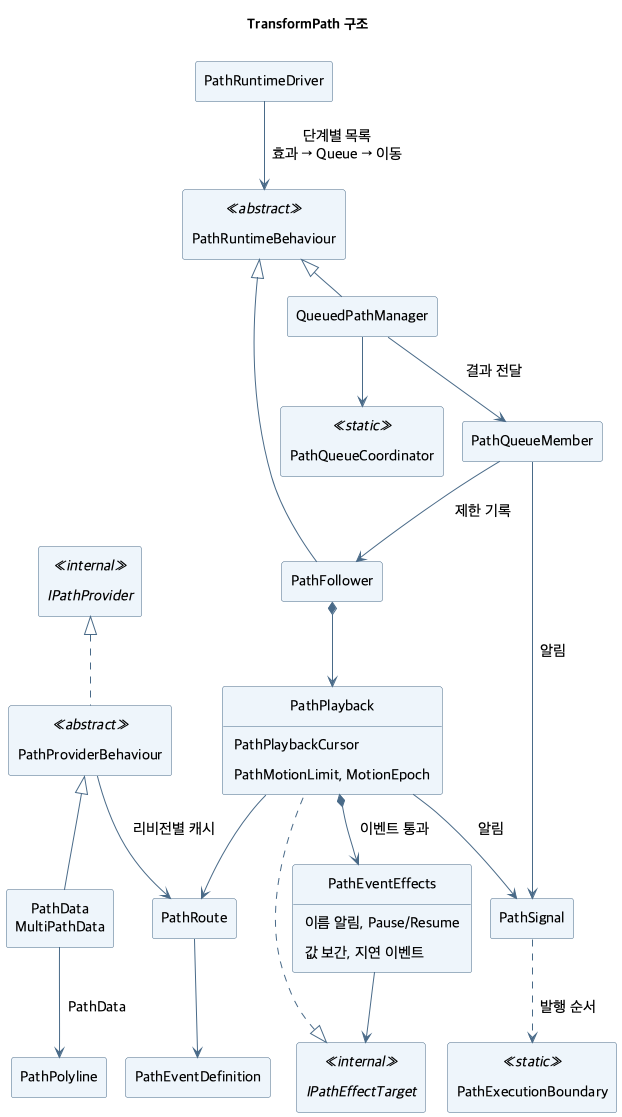 TransformPath 구조
PathRuntimeDriver
단계별 목록
효과 → Queue → 이동
≪abstract≫
PathRuntimeBehaviour
QueuedPathManager
결과 전달
≪static≫
PathQueueCoordinator
PathQueueMember
제한 기록
≪internal≫
IPathProvider
PathFollower
알림
≪abstract≫
PathProviderBehaviour
PathPlayback
PathPlaybackCursor
PathMotionLimit, MotionEpoch
리비전별 캐시
이벤트 통과
알림
PathData
MultiPathData
PathRoute
PathEventEffects
이름 알림, Pause/Resume
값 보간, 지연 이벤트
PathSignal
PathData
발행 순서
PathPolyline
PathEventDefinition
≪internal≫
IPathEffectTarget
≪static≫
PathExecutionBoundary